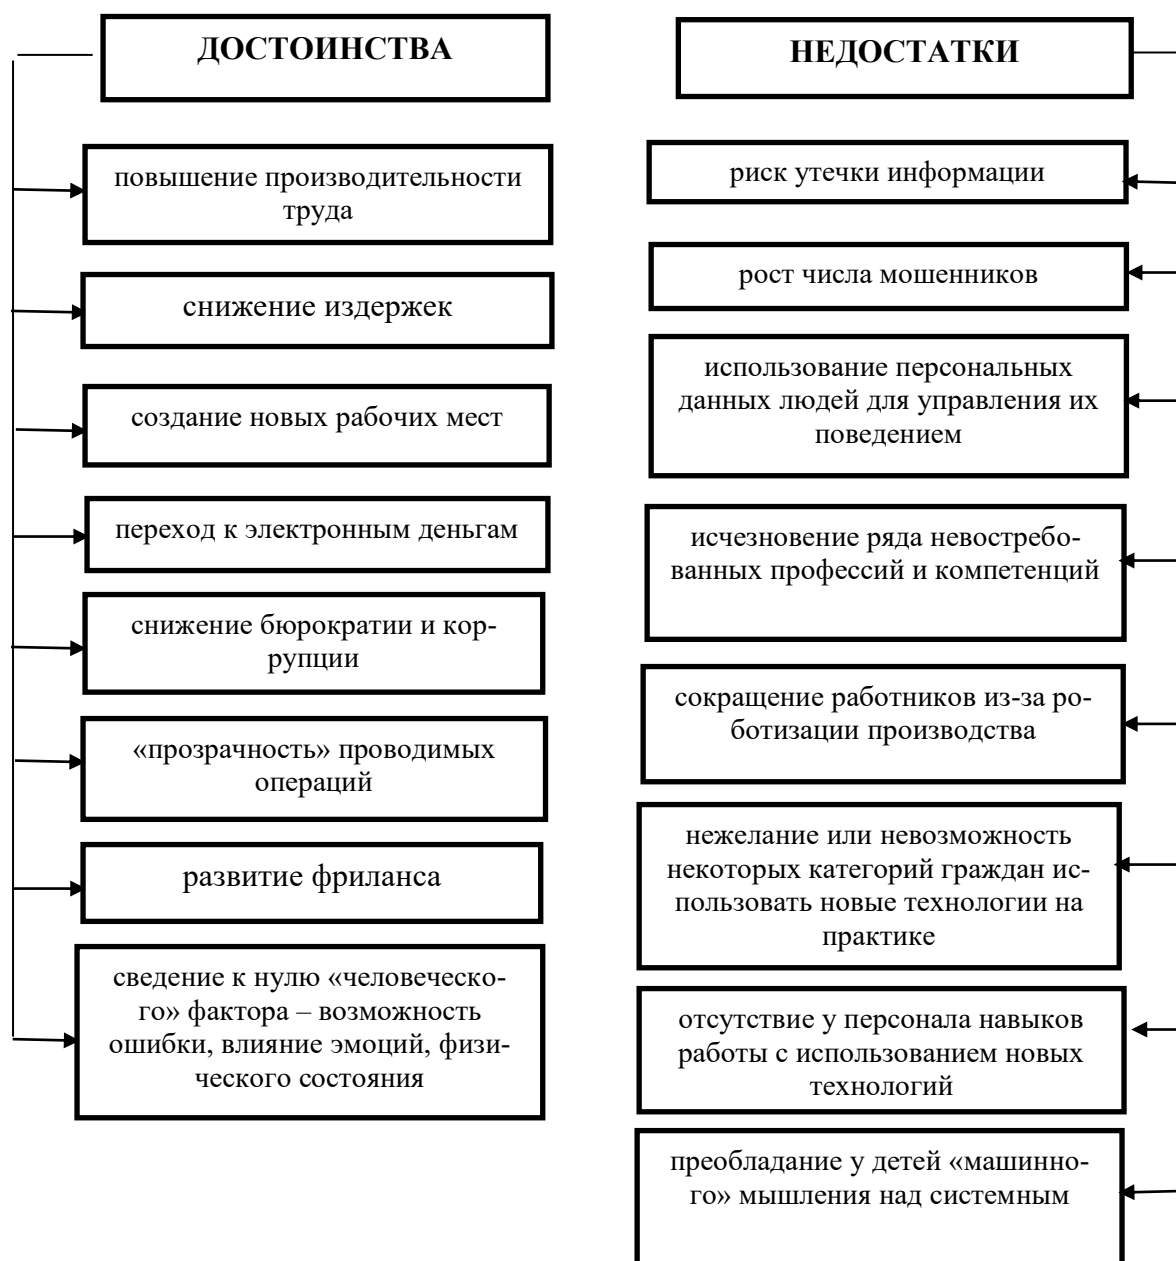 ДОСТОИНСТВА
повышение производительности
труда
снижение издержек
создание новых рабочих мест
переход к электронным деньгам
снижение бюрократии и кор-
рупции
«прозрачность» проводимых
операций
развитие фриланса
сведение к нулю «человеческо-
го» фактора – возможность
ошибки, влияние эмоций, физи-
ческого состояния
НЕДОСТАТКИ
риск утечки информации
рост числа мошенников
использование персональных
данных людей для управления их
поведением
исчезновение ряда невостребо-
ванных профессий и компетенций
сокращение работников из-за ро-
ботизации производства
нежелание или невозможность
некоторых категорий граждан ис-
пользовать новые технологии на
практике
отсутствие у персонала навыков
работы с использованием новых
технологий
преобладание у детей «машинно-
го» мышления над системным